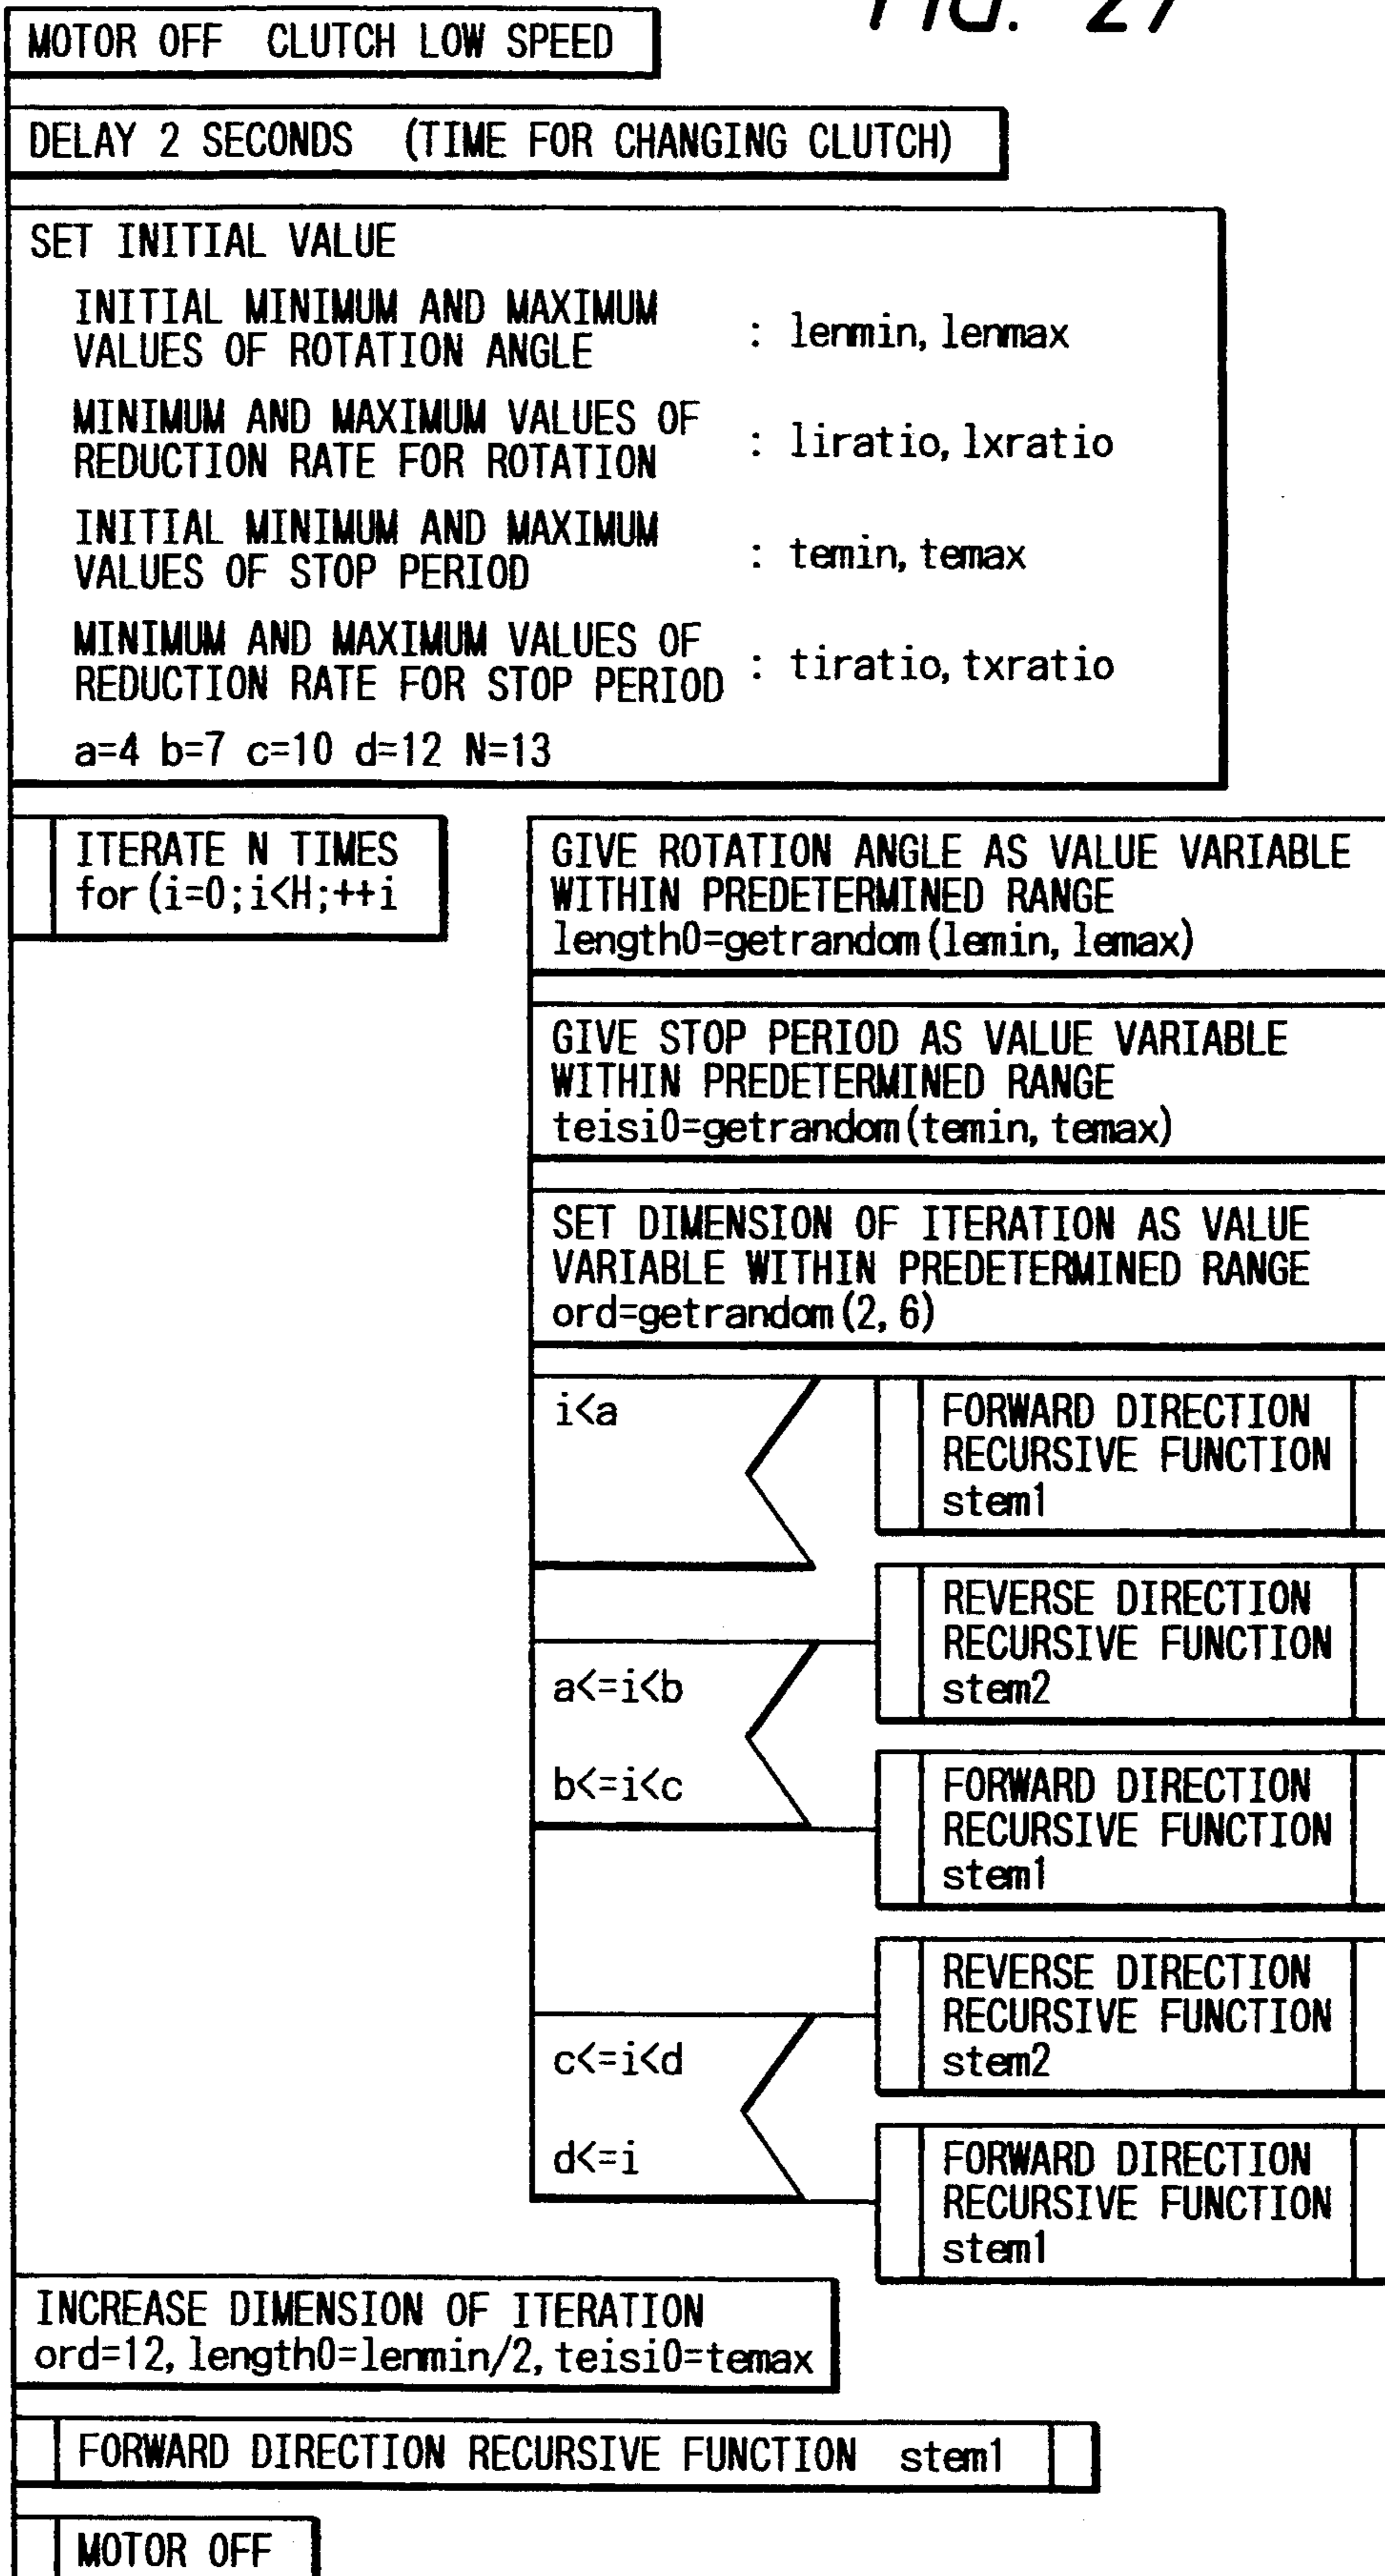 FIG. 27
MOTOR OFF CLUTCH LOW SPEED
DELAY 2 SECONDS (TIME FOR CHANGING CLUTCH)
SET INITIAL VALUE
INITIAL MINIMUM AND MAXIMUM
VALUES OF ROTATION ANGLE : lenmin, lenmax
MINIMUM AND MAXIMUM VALUES OF
REDUCTION RATE FOR ROTATION : liratio, lxratio
INITIAL MINIMUM AND MAXIMUM
VALUES OF STOP PERIOD : temin, temax
MINIMUM AND MAXIMUM VALUES OF
REDUCTION RATE FOR STOP PERIOD : tiratio, txratio
a=4 b=7 c=10 d=12 N=13
ITERATE N TIMES
for(i=0;i<H;++i
GIVE ROTATION ANGLE AS VALUE VARIABLE
WITHIN PREDETERMINED RANGE
length0=getrandom(lemin, lemax)
GIVE STOP PERIOD AS VALUE VARIABLE
WITHIN PREDETERMINED RANGE
teisi0=getrandom(temin, temax)
SET DIMENSION OF ITERATION AS VALUE
VARIABLE WITHIN PREDETERMINED RANGE
ord=getrandom(2, 6)
i<a
FORWARD DIRECTION
RECURSIVE FUNCTION
stem1
REVERSE DIRECTION
RECURSIVE FUNCTION
stem2
a<=i<b
b<=i<c
FORWARD DIRECTION
RECURSIVE FUNCTION
stem1
REVERSE DIRECTION
RECURSIVE FUNCTION
stem2
c<=i<d
d<=i
FORWARD DIRECTION
RECURSIVE FUNCTION
stem1
INCREASE DIMENSION OF ITERATION
ord=12, length0=lenmin/2, teisi0=temax
FORWARD DIRECTION RECURSIVE FUNCTION stem1
MOTOR OFF